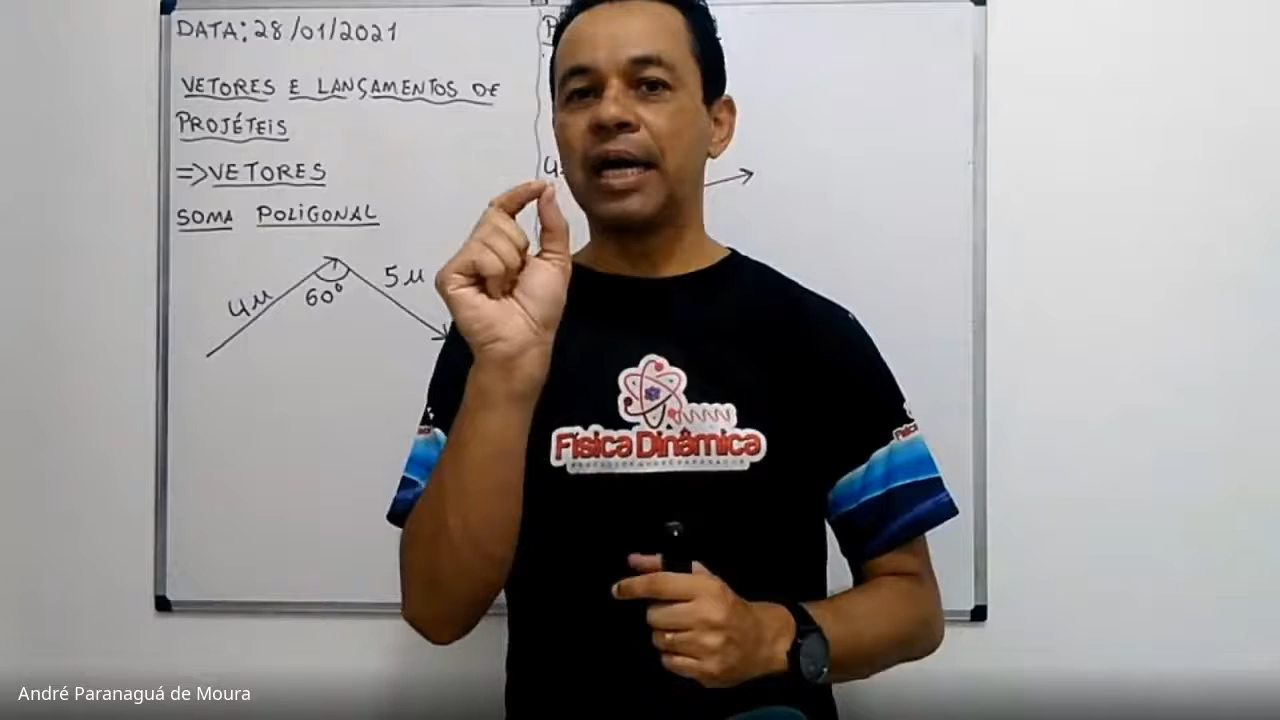 DATA: 28/01/2021
VETORES E LANÇAMENTOS DE
PROJÉTEIS
=> VETORES
SOMA POLIGONAL
4u
60°
5u
4
Física Dinâmica
André Paranaguá de Moura